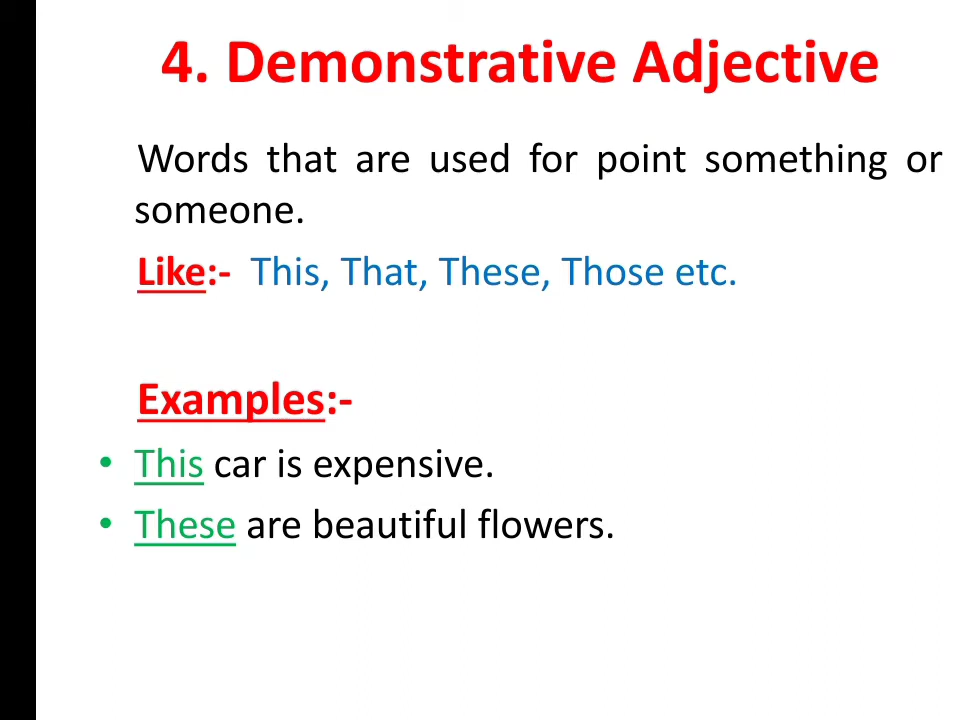 4. Demonstrative Adjective
Words that are used for point something or
someone.
Like:- This, That, These, Those etc.
Examples:-
• This car is expensive.
• These are beautiful flowers.